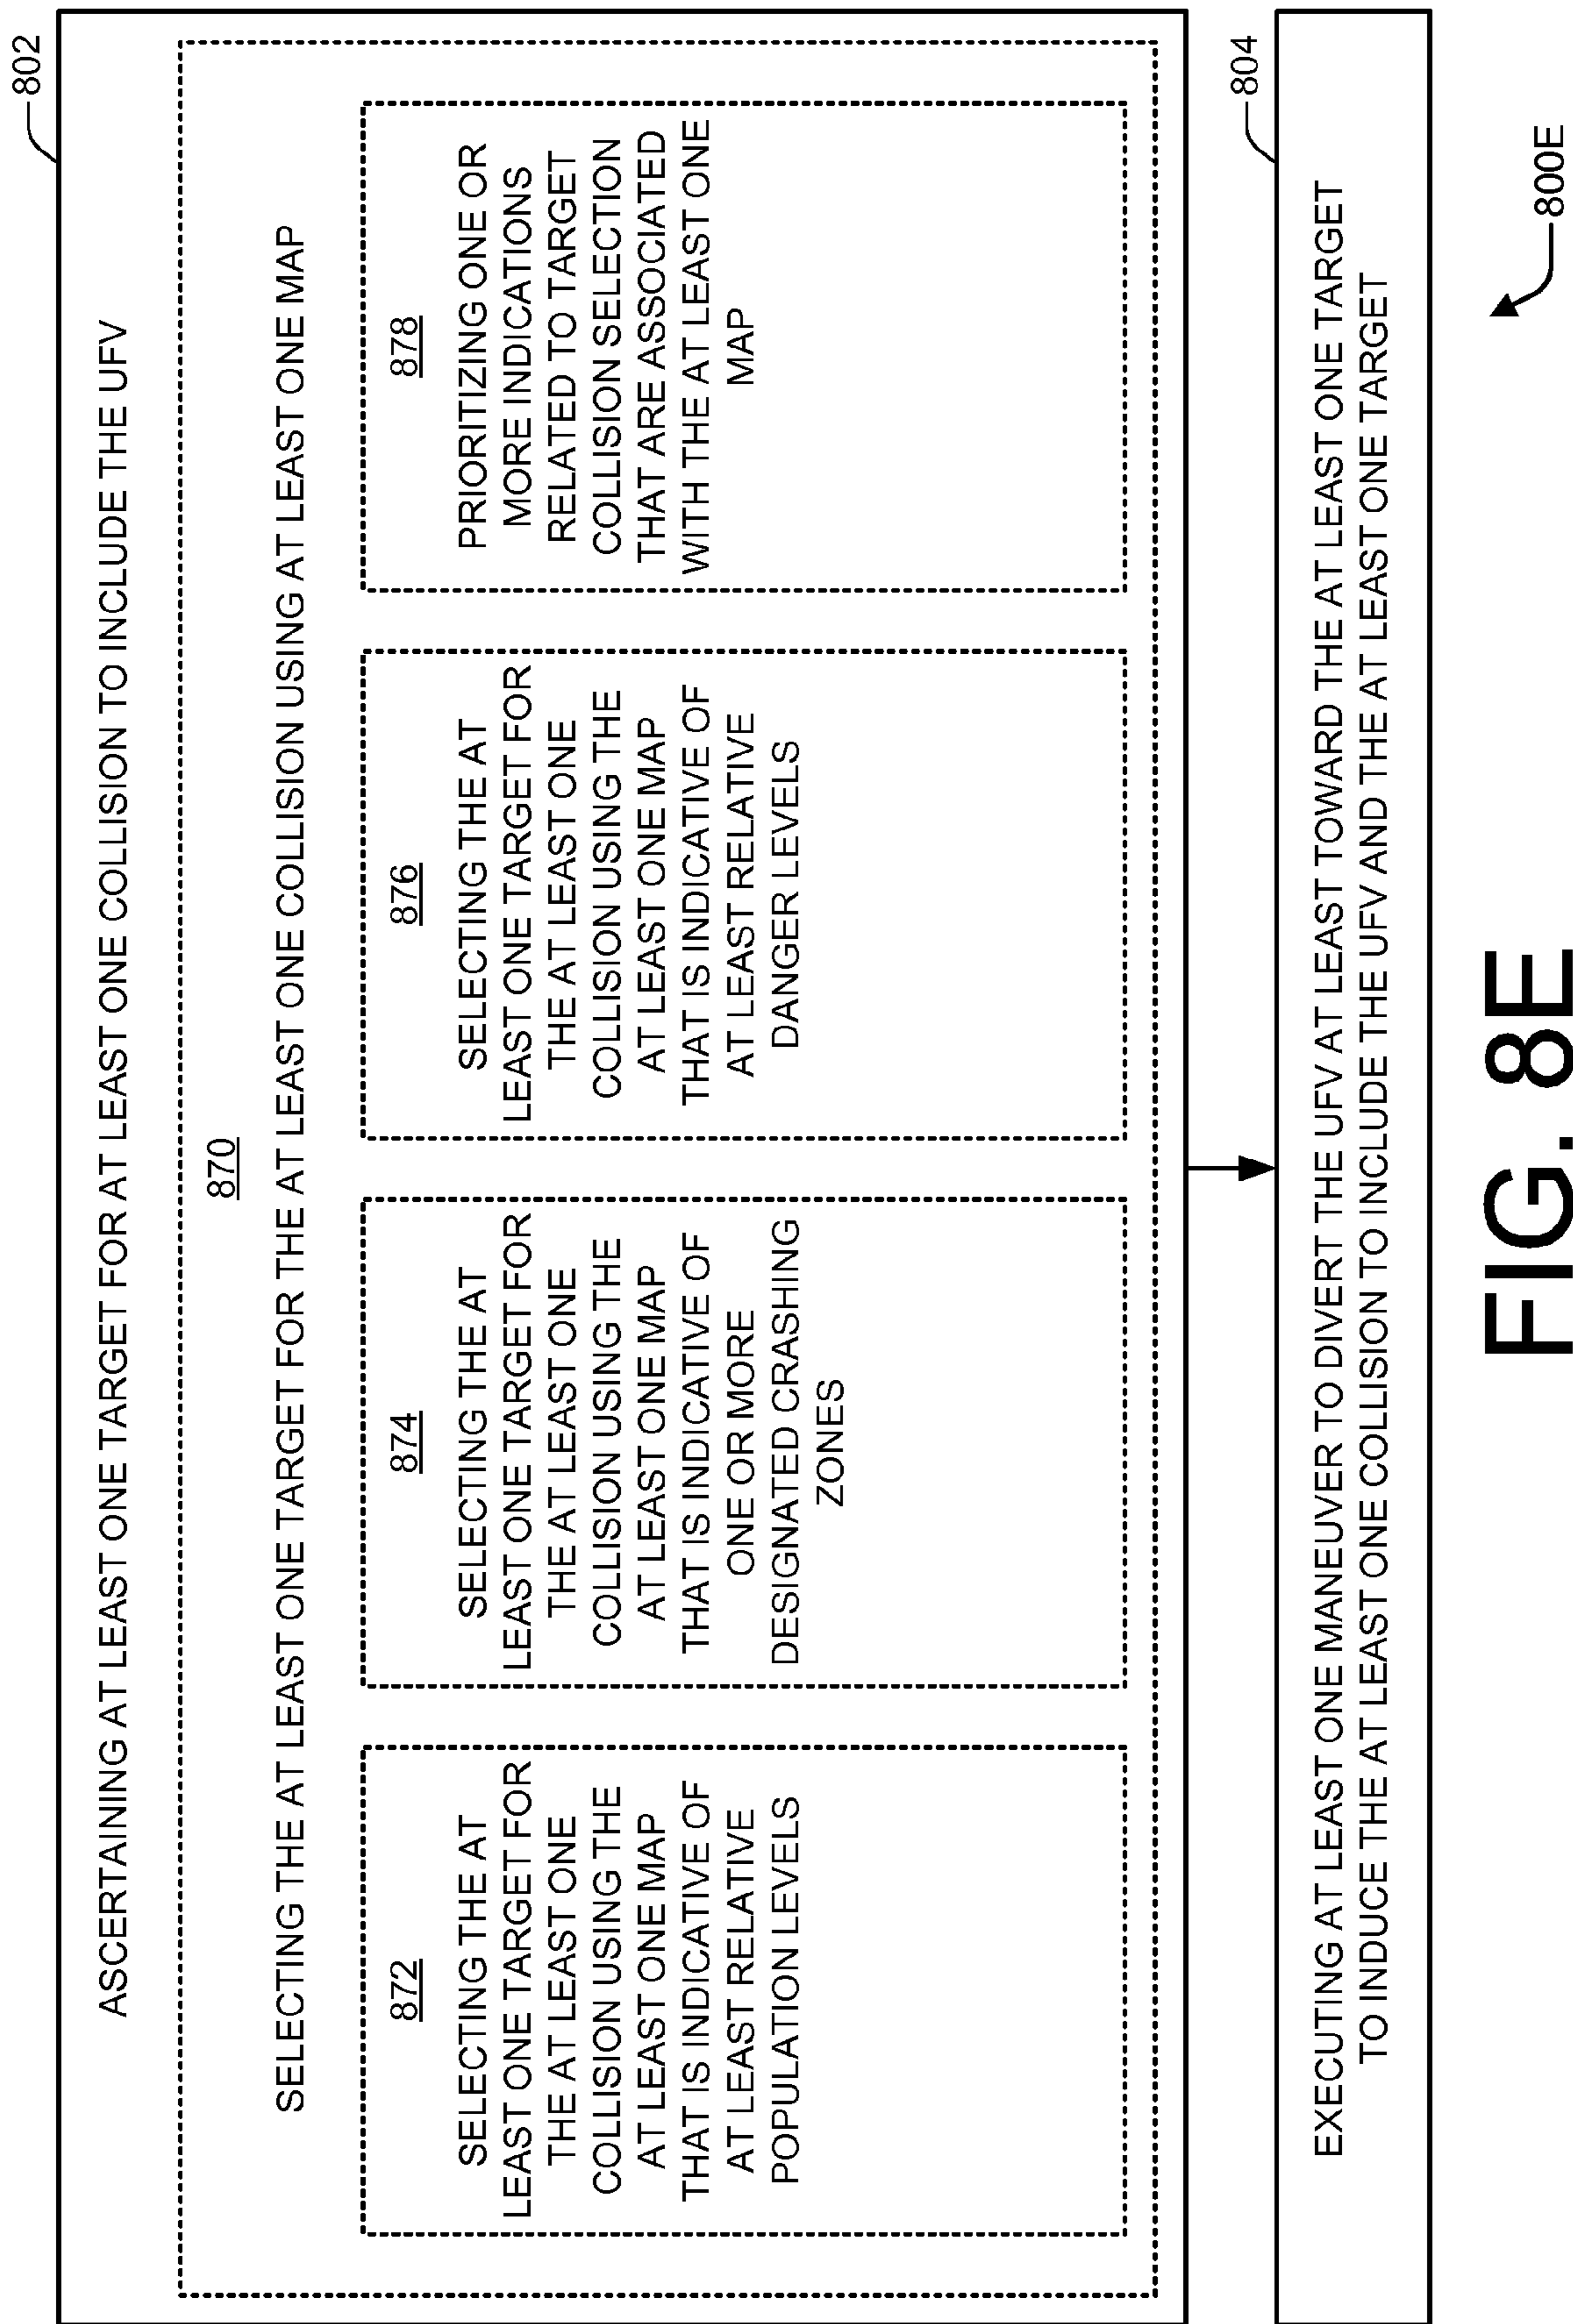 802
ASCERTAINING AT LEAST ONE TARGET FOR AT LEAST ONE COLLISION TO INCLUDE THE UFV
870
SELECTING THE AT LEAST ONE TARGET FOR THE AT LEAST ONE COLLISION USING AT LEAST ONE MAP
872
SELECTING THE AT
LEAST ONE TARGET FOR
THE AT LEAST ONE
COLLISION USING THE
AT LEAST ONE MAP
THAT IS INDICATIVE OF
AT LEAST RELATIVE
POPULATION LEVELS
874
SELECTING THE AT
LEAST ONE TARGET FOR
THE AT LEAST ONE
COLLISION USING THE
AT LEAST ONE MAP
THAT IS INDICATIVE OF
ONE OR MORE
DESIGNATED CRASHING
ZONES
876
SELECTING THE AT
LEAST ONE TARGET FOR
THE AT LEAST ONE
COLLISION USING THE
AT LEAST ONE MAP
THAT IS INDICATIVE OF
AT LEAST RELATIVE
DANGER LEVELS
878
PRIORITIZING ONE OR
MORE INDICATIONS
RELATED TO TARGET
COLLISION SELECTION
THAT ARE ASSOCIATED
WITH THE AT LEAST ONE
MAP
804
EXECUTING AT LEAST ONE MANEUVER TO DIVERT THE UFV AT LEAST TOWARD THE AT LEAST ONE TARGET
TO INDUCE THE AT LEAST ONE COLLISION TO INCLUDE THE UFV AND THE AT LEAST ONE TARGET
800E
FIG. 8E